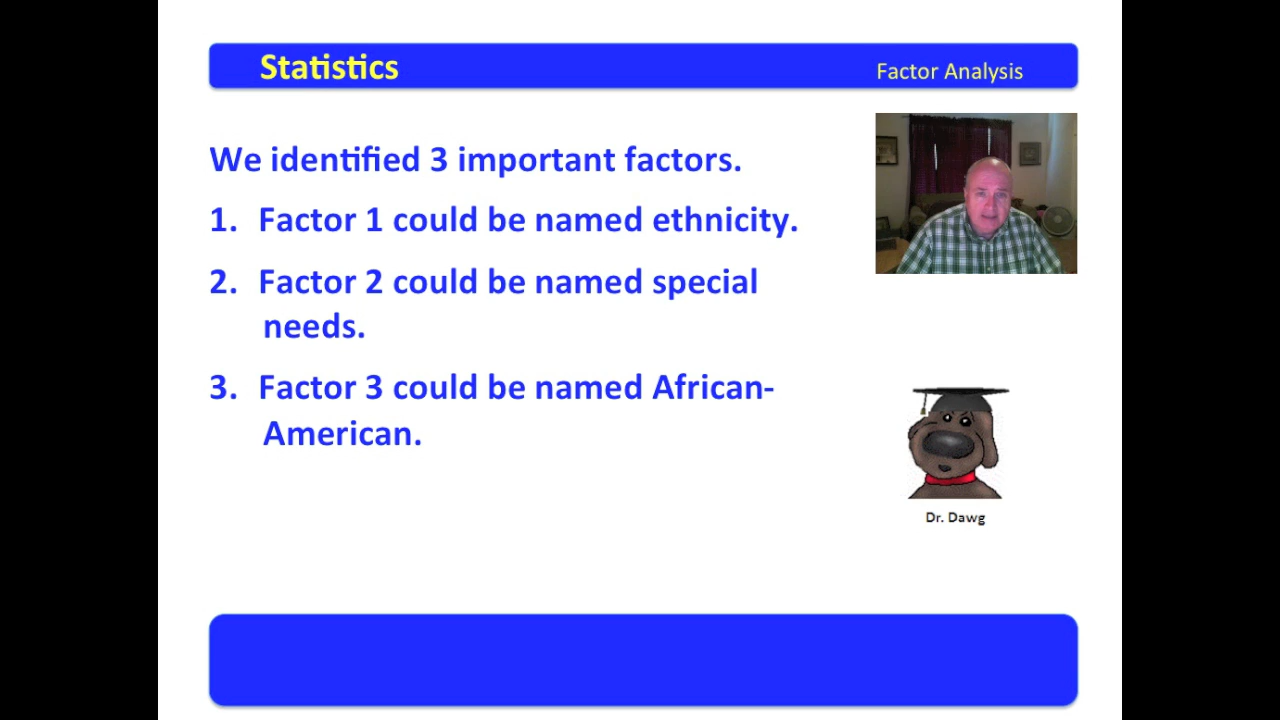 Statistics
Factor Analysis
We identified 3 important factors.
1. Factor 1 could be named ethnicity.
2. Factor 2 could be named special
needs.
3. Factor 3 could be named African-
American.
Dr. Dawg